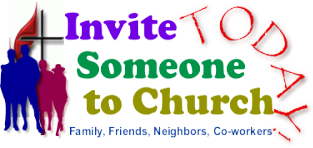 Invite TODAY!
Someone
to Church
Family, Friends, Neighbors, Co-workers*